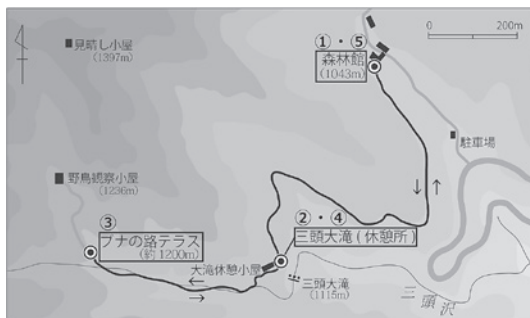 見晴し小屋
(1397m)
①・⑤
森林館
(1043m)
0 200m
駐車場
野鳥観察小屋
(1236m)
③
ブナの路テラス
(約1200m)
②・④
三頭大滝(休憩所)
大滝休憩小屋
三頭大滝
(1115m)
三頭沢